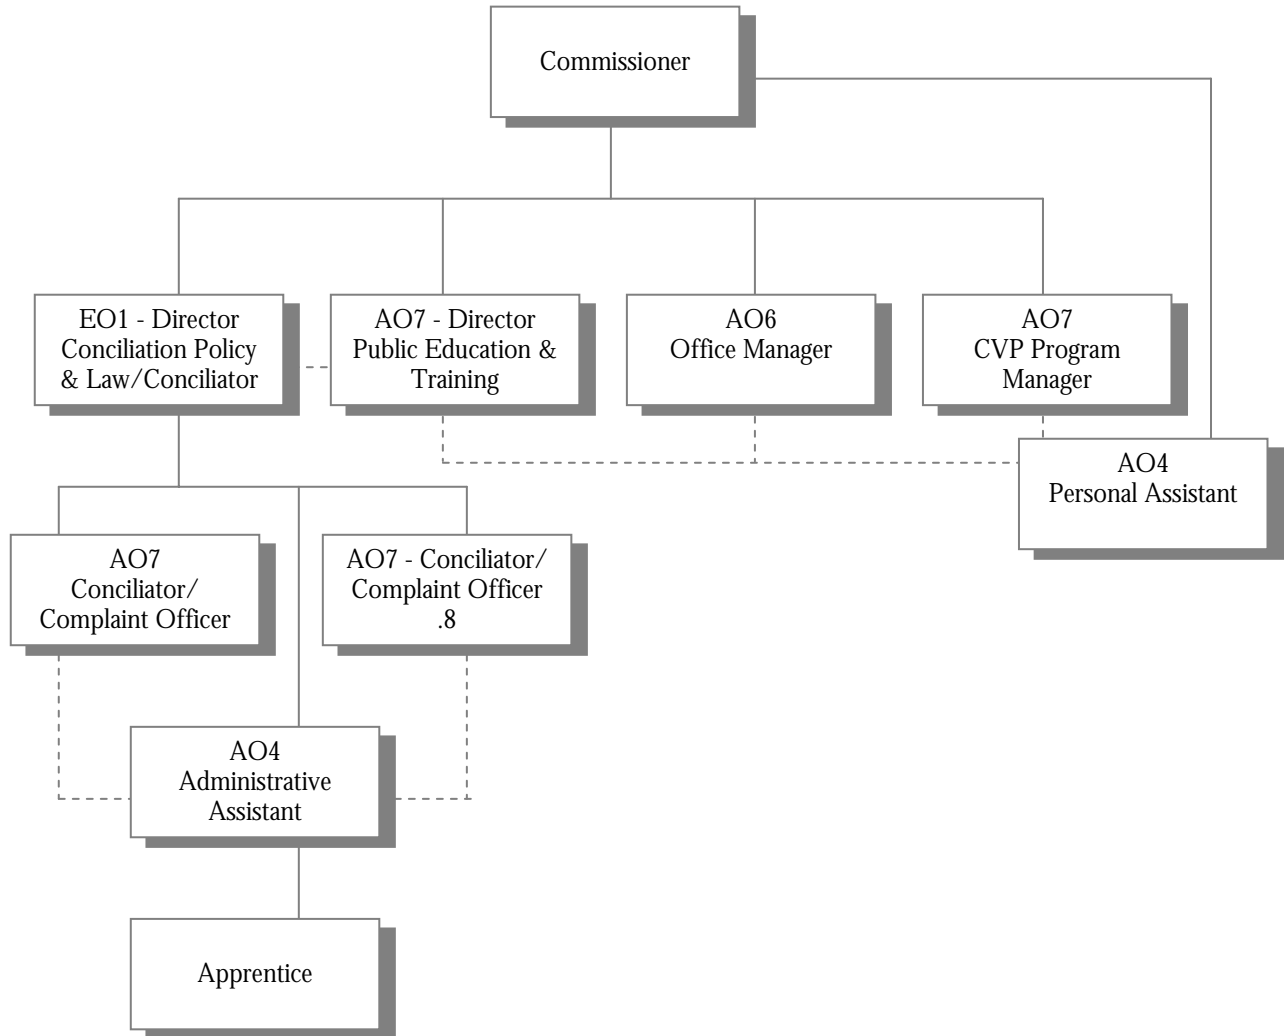 Commissioner
EO1 - Director
Conciliation Policy
& Law/Conciliator
AO7 - Director
Public Education &
Training
AO6
Office Manager
AO7
CVP Program
Manager
AO4
Personal Assistant
AO7
Conciliator/
Complaint Officer
AO7 - Conciliator/
Complaint Officer
.8
AO4
Administrative
Assistant
Apprentice